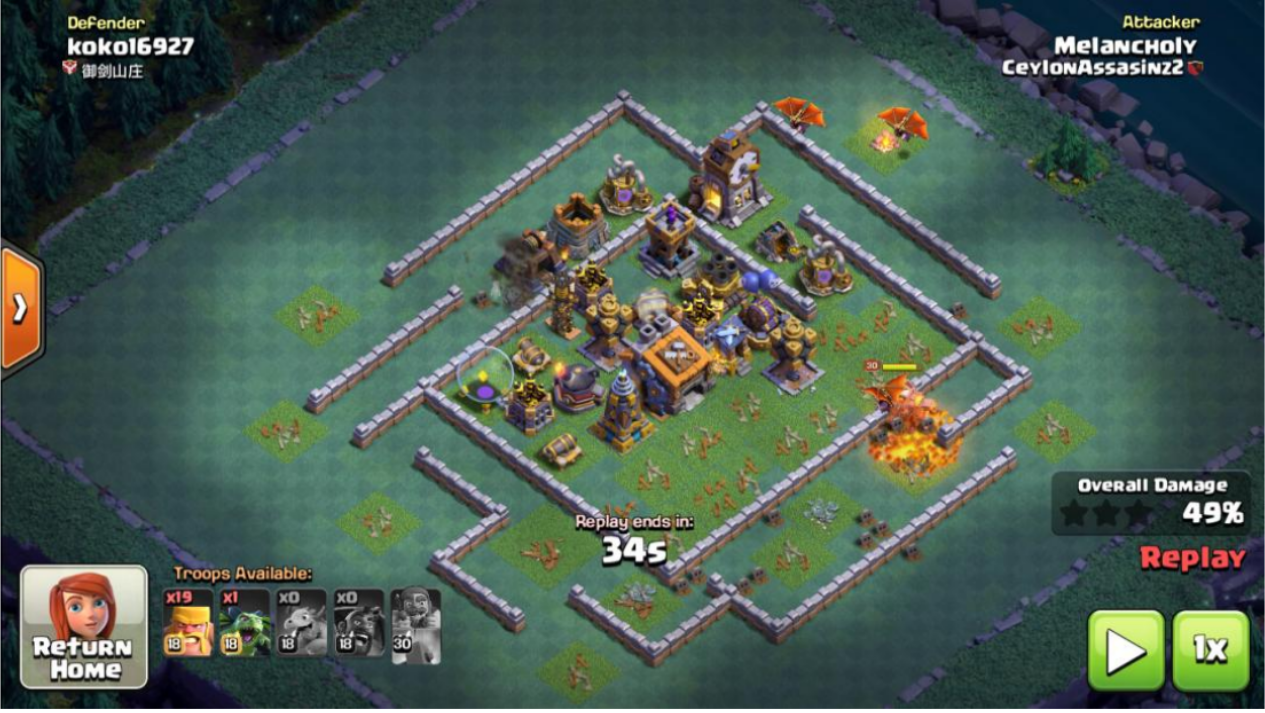 Defender
koko16927
御剑山庄
Attacker
Melancholy
CeylonAssasinz2
30
Replay ends in:
34s
Overall Damage
49%
Replay
Troops Available:
x19 x1 x0 x0
18 18 18 18 30
Return
Home
1x